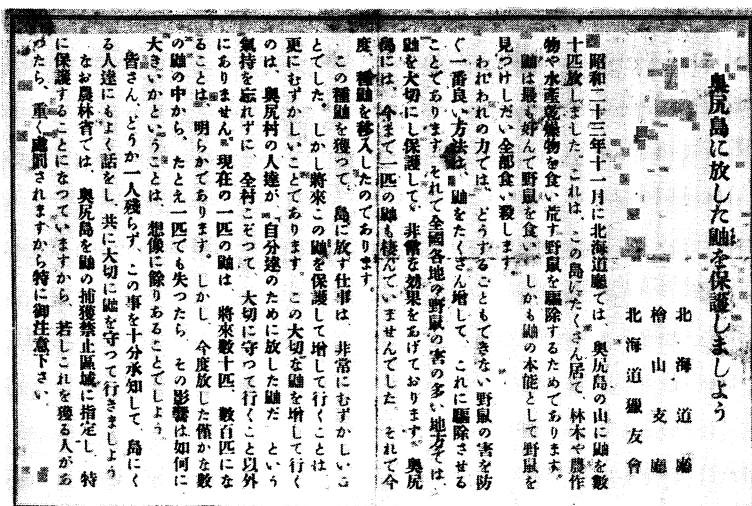 奥尻島に放した鼬を保護しましよう
北海道廳
檜山支廳
北海道獵友會
昭和二十三年十一月に北海道廳では、奥尻島の山に鼬を數
十匹放しました。これは、この島にたくさん居て、林木や農作
物や水産乾燥物を食い荒す野鼠を驅除するためであります。
鼬は最も好んで野鼠を食い、しかも鼬の本能として野鼠を
見つけしだい全部食い殺します。
われわれの力では、どうすることもできない野鼠の害を防
ぐ一番良い方法は、鼬をたくさん增して、これに驅除させる
ことであります。それで全國各地の野鼠の害の多い地方では、
鼬を大切にし保護して、非常な効果をあげております。奥尻
島には、今まで一匹の鼬も棲んでいませんでした。それで今
度、種鼬を移入したのであります。
この種鼬を獲つて、島に放す仕事は、非常にむずかしいこ
とでした。しかし將來この鼬を保護して增して行くことは、
更にむずかしいことであります。この大切な鼬を增して行く
のは、奥尻村の人達が、「自分達のために放した鼬だ」という
氣持を忘れずに、全村こぞつて、大切に守つて行くこと以外
にありません。現在の一匹の鼬は、將來數十匹、數百匹にな
ることは、明らかであります。しかし、今度放した僅かな數
の鼬の中から、たとえ一匹でも失つたら、その影響は如何に
大きいかということは、想像に餘りあることでしよう。
皆さん、どうか一人殘らず、この事を十分承知して、島にく
る人達にもよく話をし、共に大切に鼬を守つて行きましよう。
なお農林省では、奥尻島を鼬の捕獲禁止區域に指定し、特
に保護することになつていますから、若しこれを獲る人があ
つたら、重く處罰されますから特に御注意下さい。